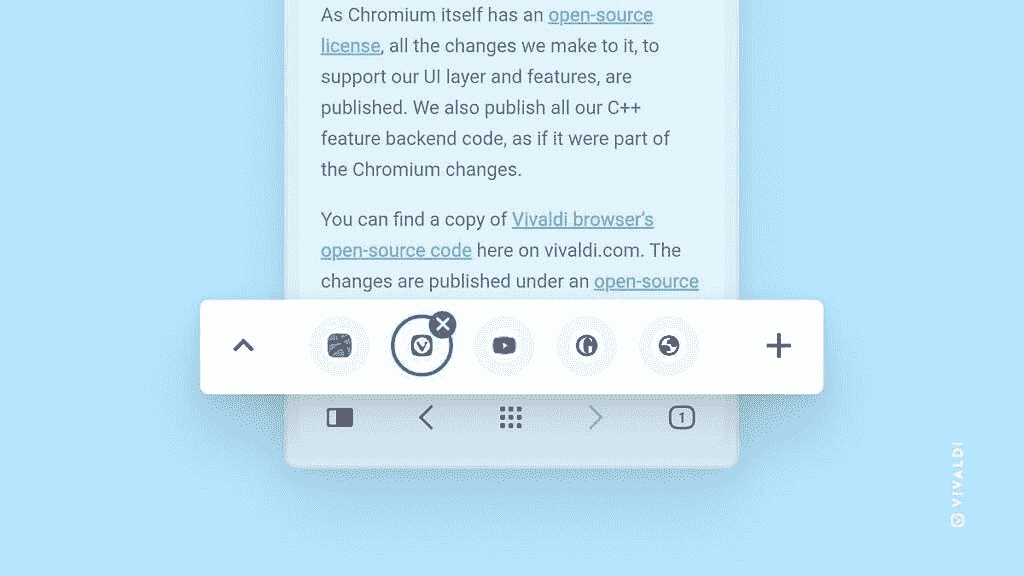 As Chromium itself has an open-source
license, all the changes we make to it, to
support our UI layer and features, are
published. We also publish all our C++
feature backend code, as if it were part of
the Chromium changes.
You can find a copy of Vivaldi browser's
open-source code here on vivaldi.com. The
changes are published under an open-source
1
VIVALDI